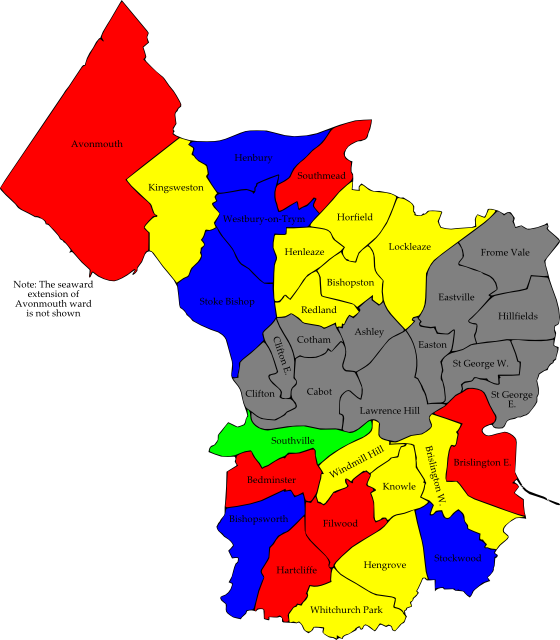 Avonmouth
Henbury
Southmead
Kingsweston
Westbury-on-Trym
Horfield
Lockleaze
Henleaze
Frome Vale
Bishopston
Note: The seaward
extension of
Avonmouth ward
is not shown
Stoke Bishop
Eastville
Redland
Hillfields
Ashley
Cotham
Easton
Clifton E.
St George W.
Clifton
Cabot
St George
E.
Lawrence Hill
Southville
Windmill Hill
Brislington W.
Brislington E.
Bedminster
Knowle
Bishopsworth
Filwood
Stockwood
Hengrove
Hartcliffe
Whitchurch Park